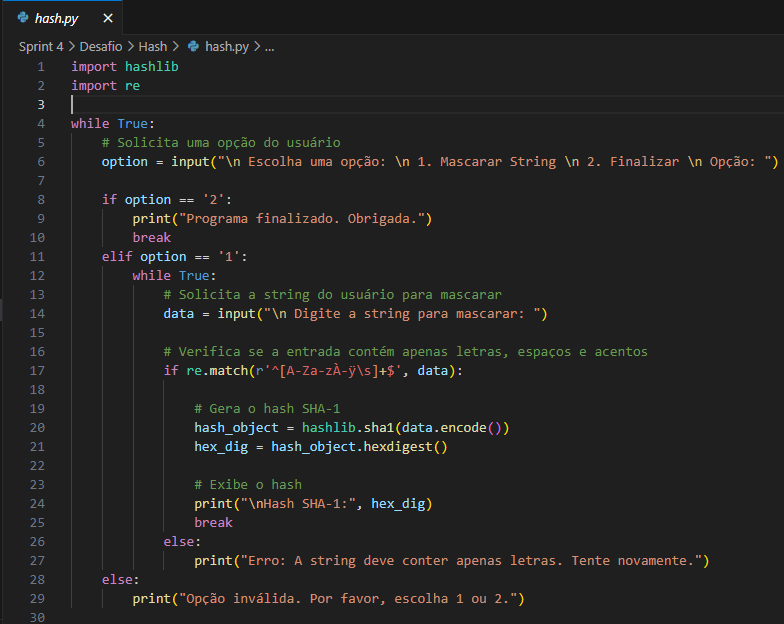 hash.py
Sprint 4 > Desafio > Hash > hash.py > ...
1 import hashlib
2 import re
3
4 while True:
5     # Solicita uma opção do usuário
6     option = input("\n Escolha uma opção: \n 1. Mascarar String \n 2. Finalizar \n Opção: ")
7
8     if option == '2':
9         print("Programa finalizado. Obrigada.")
10         break
11     elif option == '1':
12         while True:
13             # Solicita a string do usuário para mascarar
14             data = input("\n Digite a string para mascarar: ")
15
16             # Verifica se a entrada contém apenas letras, espaços e acentos
17             if re.match(r'^[A-Za-zÀ-ÿ\s]+$', data):
18
19                 # Gera o hash SHA-1
20                 hash_object = hashlib.sha1(data.encode())
21                 hex_dig = hash_object.hexdigest()
22
23                 # Exibe o hash
24                 print("\nHash SHA-1:", hex_dig)
25                 break
26             else:
27                 print("Erro: A string deve conter apenas letras. Tente novamente.")
28     else:
29         print("Opção inválida. Por favor, escolha 1 ou 2.")
30